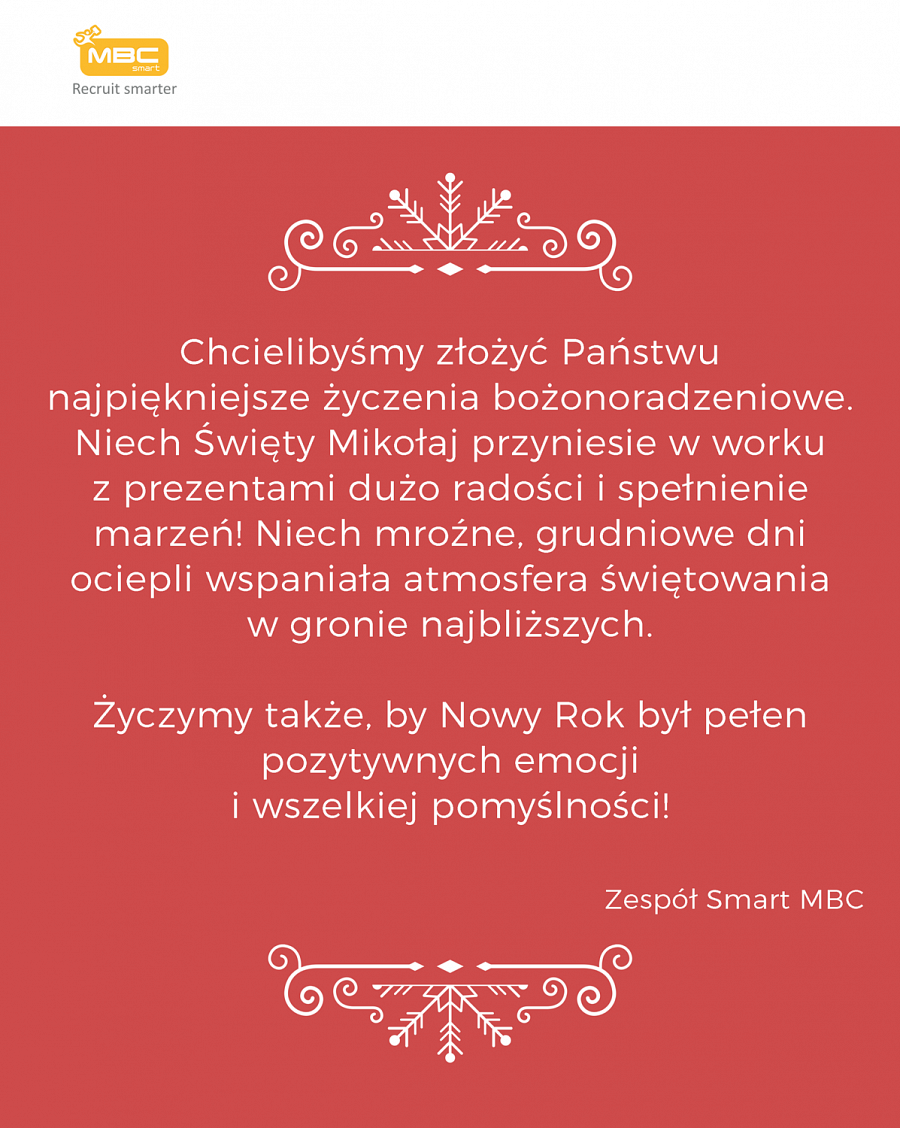 MBC
smart
Recruit smarter
Chcielibyśmy złożyć Państwu
najpiękniejsze życzenia bożonoradzeniowe.
Niech Święty Mikołaj przyniesie w worku
z prezentami dużo radości i spełnienie
marzeń! Niech mroźne, grudniowe dni
ociepli wspaniała atmosfera świętowania
w gronie najbliższych.
Życzymy także, by Nowy Rok był pełen
pozytywnych emocji
i wszelkiej pomyślności!
Zespół Smart MBC